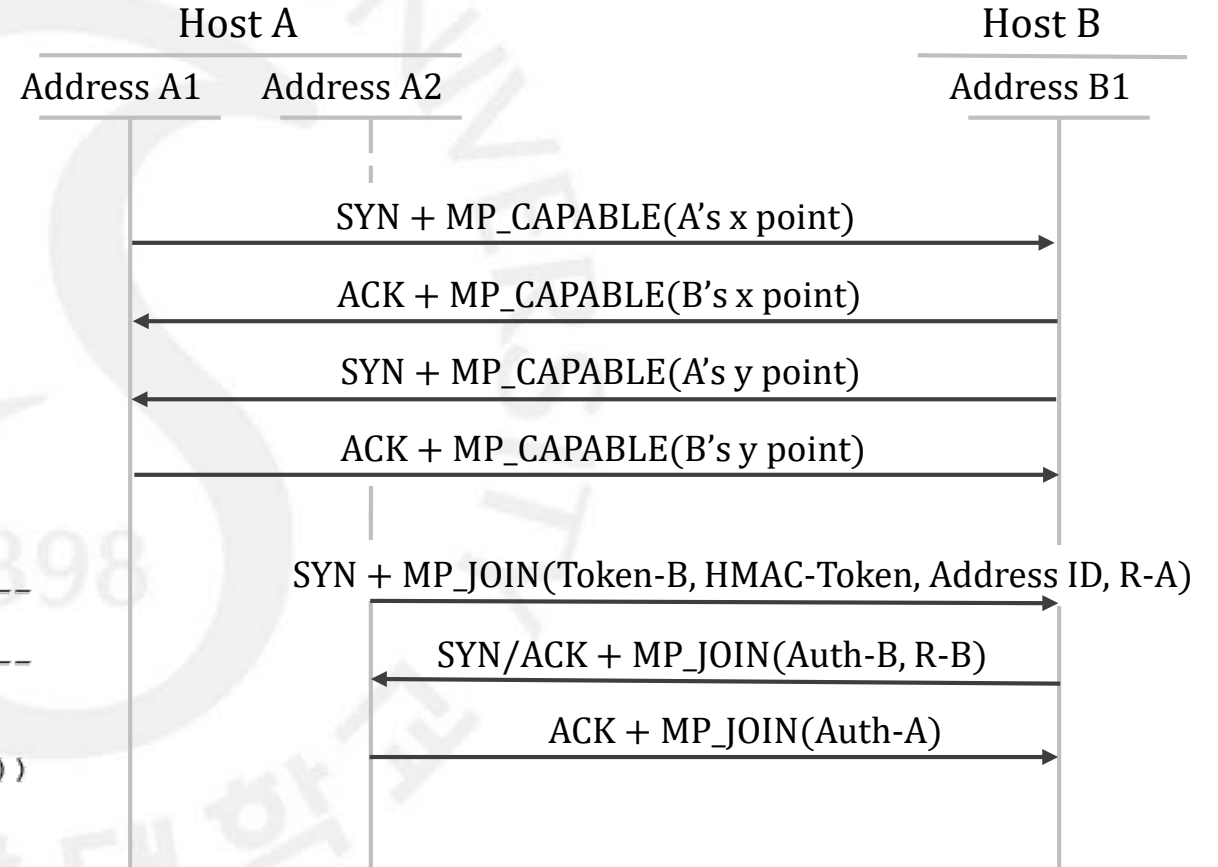 Host A
Host B
Address A1
Address A2
Address B1
SYN + MP_CAPABLE(A’s x point)
ACK + MP_CAPABLE(B’s x point)
SYN + MP_CAPABLE(A’s y point)
ACK + MP_CAPABLE(B’s y point)
SYN + MP_JOIN(Token-B, HMAC-Token, Address ID, R-A)
SYN/ACK + MP_JOIN(Auth-B, R-B)
ACK + MP_JOIN(Auth-A)
--
--
))